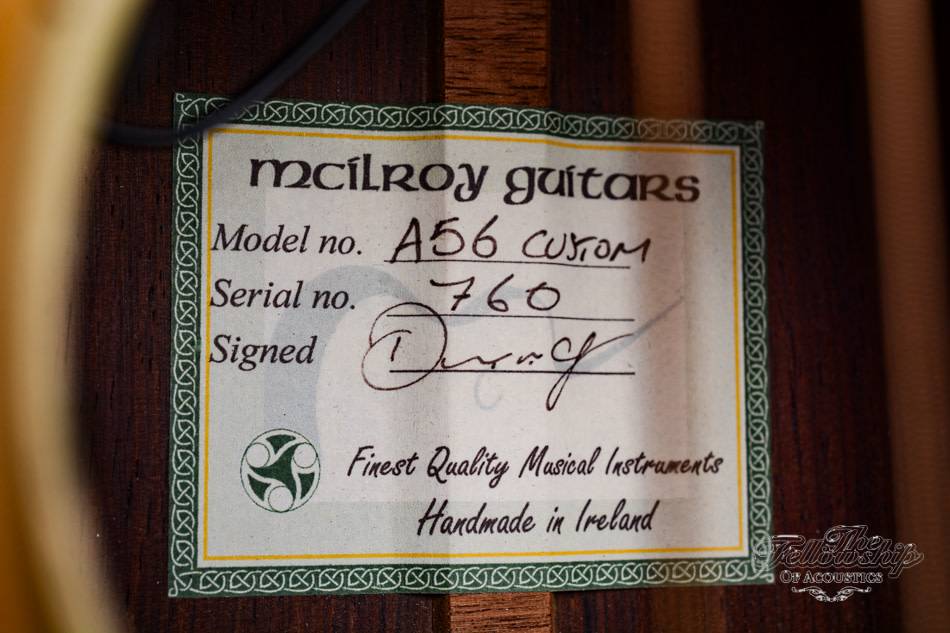 McIlroy Guitars
Model no. A56 CUSTOM
Serial no. 760
Signed
Finest Quality Musical Instruments
Handmade in Ireland
The
Fellowship
Of Acoustics